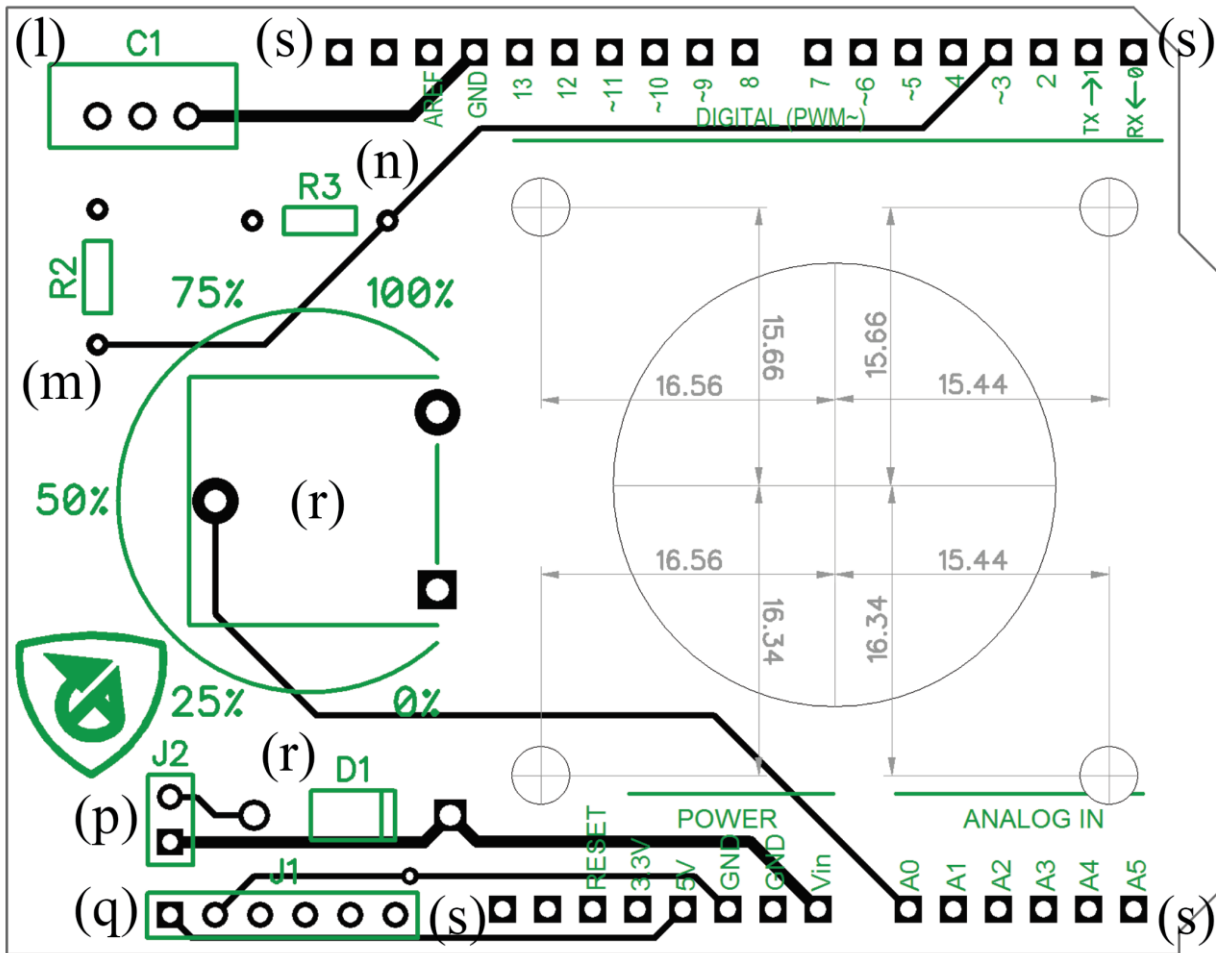 (l)
C1
(s)
(s)
AREF
GND
13
12
~11
~10
~9
8
7
~6
~5
4
~3
2
TX→1
RX←0
DIGITAL (PWM~)
(n)
R3
R2
75%
100%
(m)
15.66
15.66
16.56
15.44
50%
(r)
16.56
15.44
16.34
16.34
25%
0%
(r)
J2
D1
(p)
POWER
ANALOG IN
RESET
3.3V
5V
GND
GND
Vin
A0
A1
A2
A3
A4
A5
J1
(q)
(s)
(s)